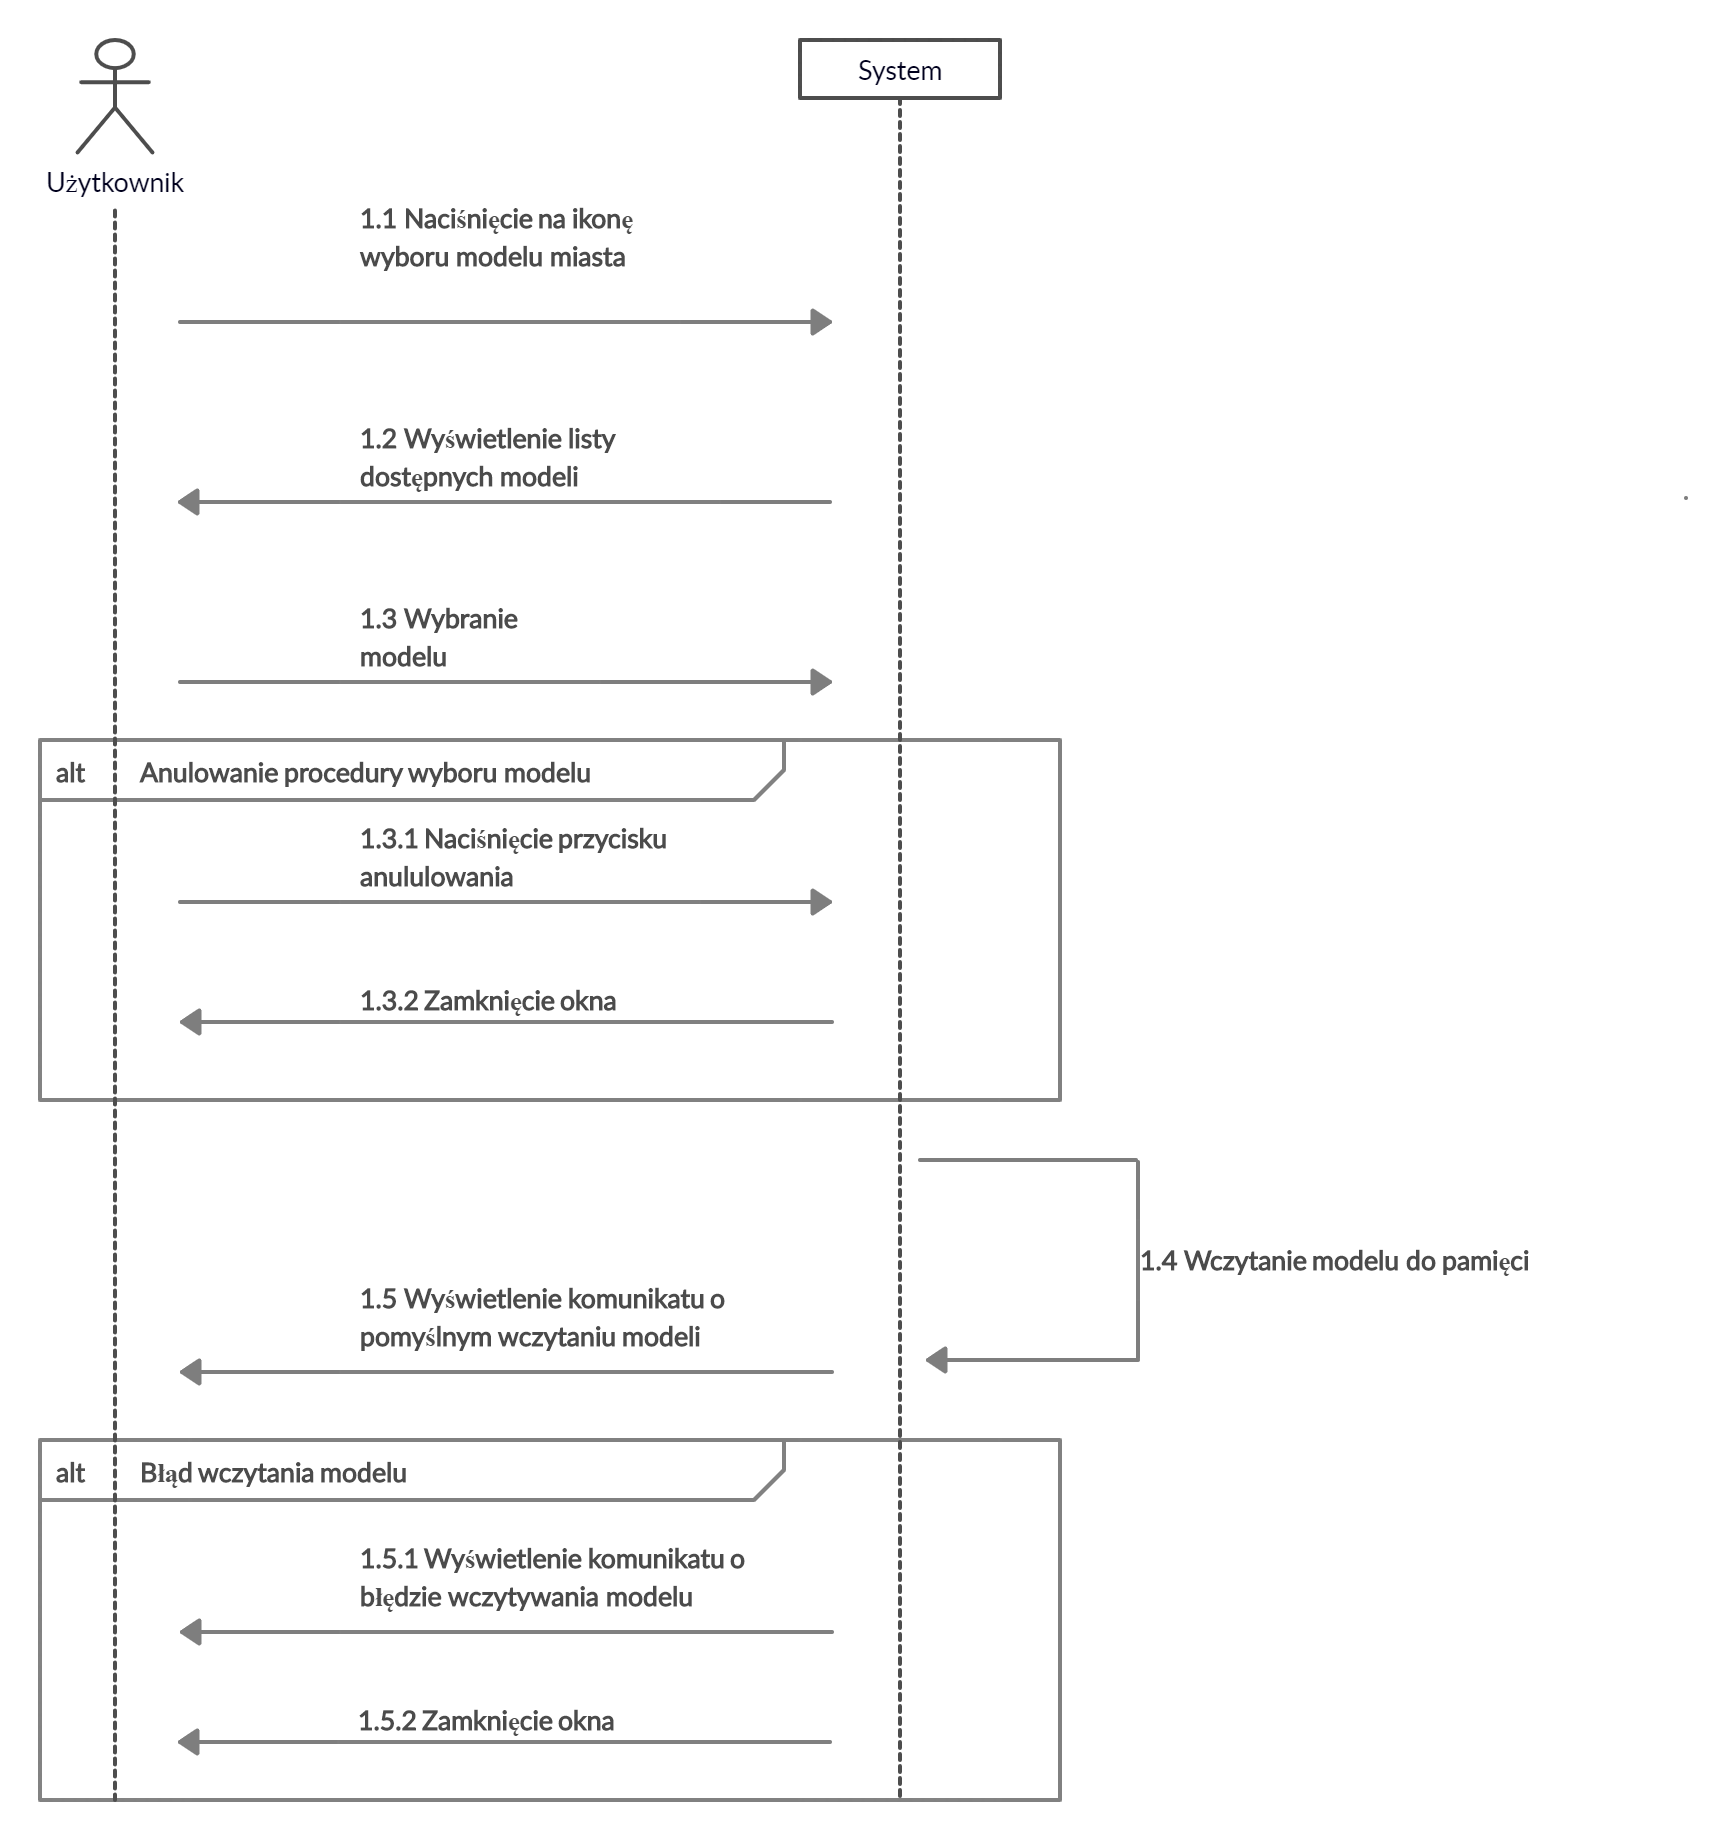 System
Użytkownik
1.1 Naciśnięcie na ikonę
wyboru modelu miasta
1.2 Wyświetlenie listy
dostępnych modeli
1.3 Wybranie
modelu
alt Anulowanie procedury wyboru modelu
1.3.1 Naciśnięcie przycisku
anululowania
1.3.2 Zamknięcie okna
1.4 Wczytanie modelu do pamięci
1.5 Wyświetlenie komunikatu o
pomyślnym wczytaniu modeli
alt Błąd wczytania modelu
1.5.1 Wyświetlenie komunikatu o
błędzie wczytywania modelu
1.5.2 Zamknięcie okna